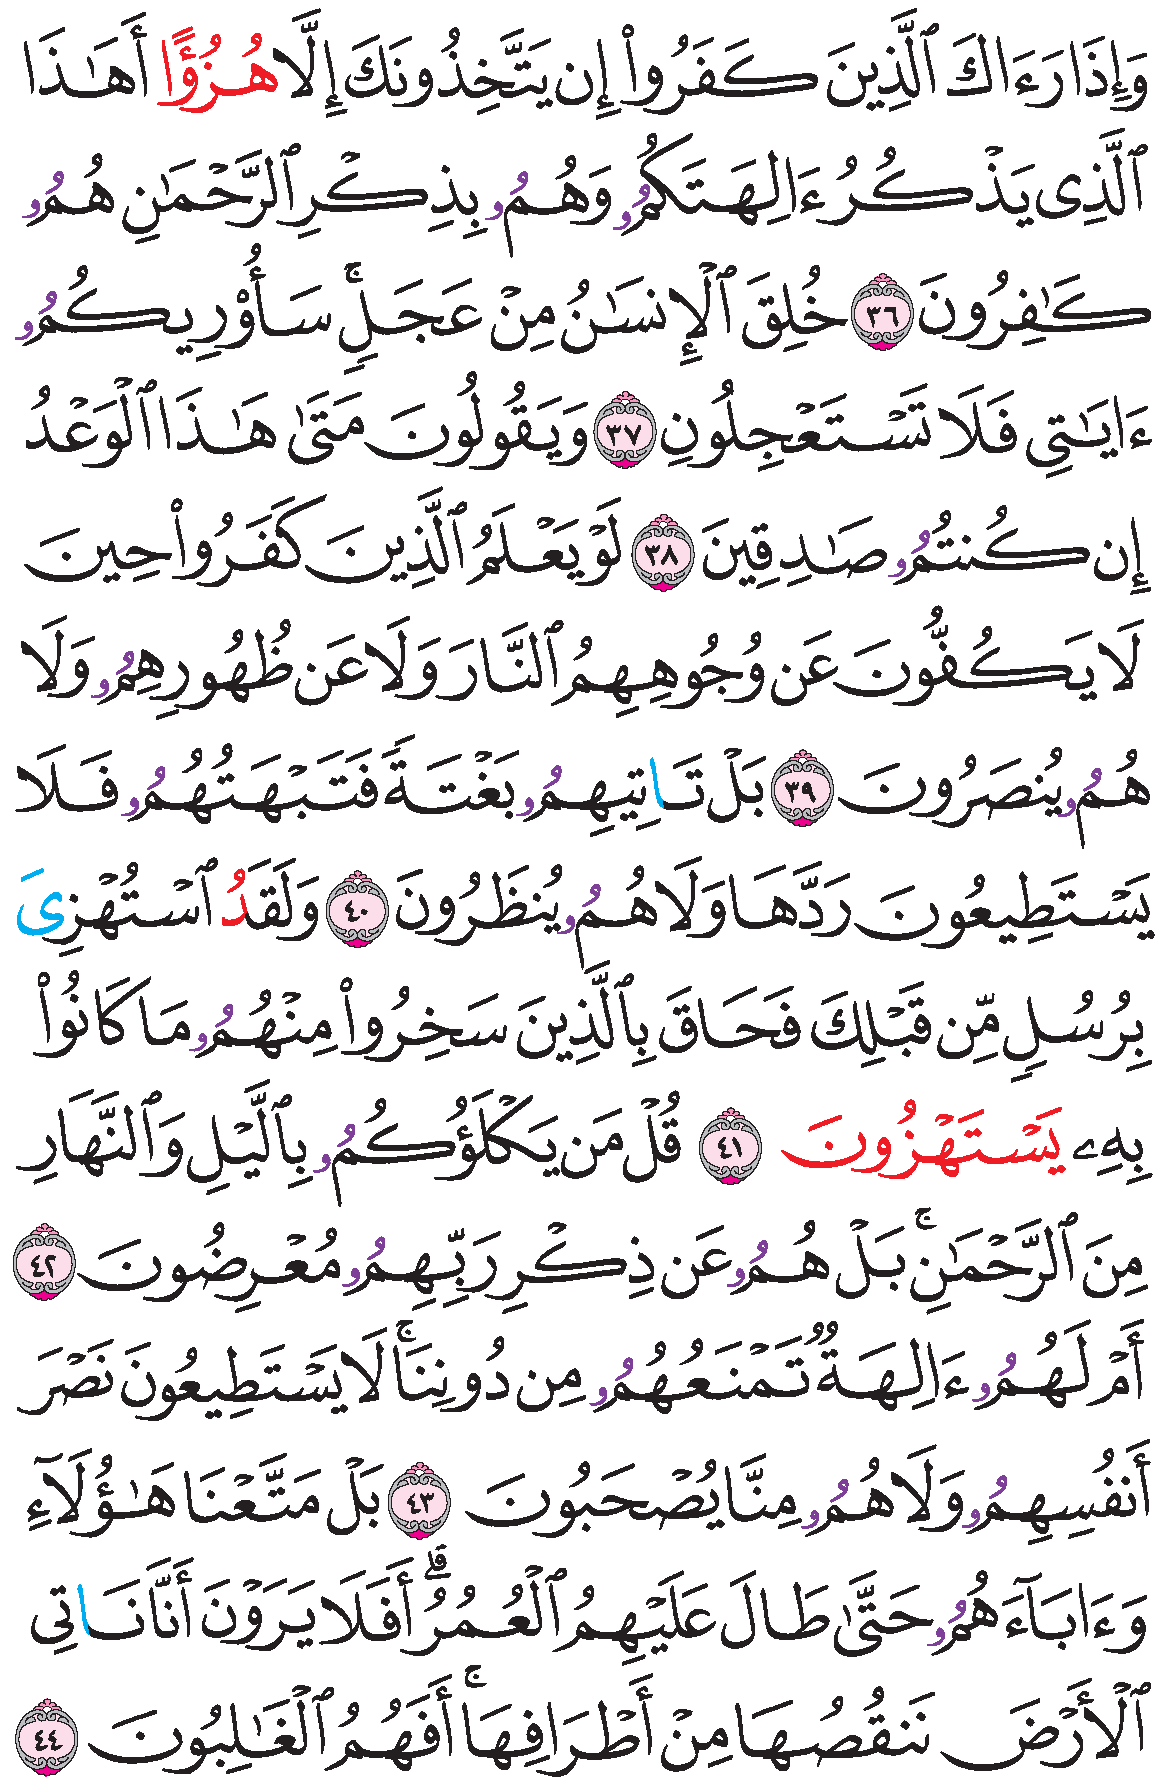 وَإِذَا رَءَاكَ ٱلَّذِينَ كَفَرُواْ إِن يَتَّخِذُونَكَ إِلَّا هُزُؤًا أَهَـٰذَا
ٱلَّذِى يَذْكُرُ ءَالِهَتَكُمُۥ وَهُمُۥ بِذِكْرِ ٱلرَّحْمَـٰنِ هُمُۥ
كَـٰفِرُونَ ٣٦ خُلِقَ ٱلْإِنسَـٰنُ مِنْ عَجَلٍۚ سَأُوْرِيكُمُۥ
ءَايَـٰتِى فَلَا تَسْتَعْجِلُونِ ٣٧ وَيَقُولُونَ مَتَىٰ هَـٰذَا ٱلْوَعْدُ
إِن كُنتُمُۥ صَـٰدِقِينَ ٣٨ لَوْ يَعْلَمُ ٱلَّذِينَ كَفَرُواْ حِينَ
لَا يَكُفُّونَ عَن وُجُوهِهِمُ ٱلنَّارَ وَلَا عَن ظُهُورِهِمُۥ وَلَا
هُمُۥ يُنصَرُونَ ٣٩ بَلْ تَاتِيهِمُۥ بَغْتَةً فَتَبْهَتُهُمُۥ فَلَا
يَسْتَطِيعُونَ رَدَّهَا وَلَا هُمُۥ يُنظَرُونَ ٤٠ وَلَقَدُ ٱسْتُهْزِىَ
بِرُسُلٍ مِّن قَبْلِكَ فَحَاقَ بِٱلَّذِينَ سَخِرُواْ مِنْهُمُۥ مَا كَانُواْ
بِهِۦ يَسْتَهْزُونَ ٤١ قُلْ مَن يَكْلَؤُكُمُۥ بِٱلَّيْلِ وَٱلنَّهَارِ
مِنَ ٱلرَّحْمَـٰنِۚ بَلْ هُمُۥ عَن ذِكْرِ رَبِّهِمُۥ مُعْرِضُونَ ٤٢
أَمْ لَهُمُۥ ءَالِهَةٌ تَمْنَعُهُمُۥ مِن دُونِنَاۚ لَا يَسْتَطِيعُونَ نَصْرَ
أَنفُسِهِمُۥ وَلَا هُمُۥ مِنَّا يُصْحَبُونَ ٤٣ بَلْ مَتَّعْنَا هَـٰؤُلَآءِ
وَءَابَآءَهُمُۥ حَتَّىٰ طَالَ عَلَيْهِمُ ٱلْعُمُرُۗ أَفَلَا يَرَوْنَ أَنَّا نَاتِى
ٱلْأَرْضَ نَنقُصُهَا مِنْ أَطْرَافِهَاۚ أَفَهُمُ ٱلْغَـٰلِبُونَ ٤٤